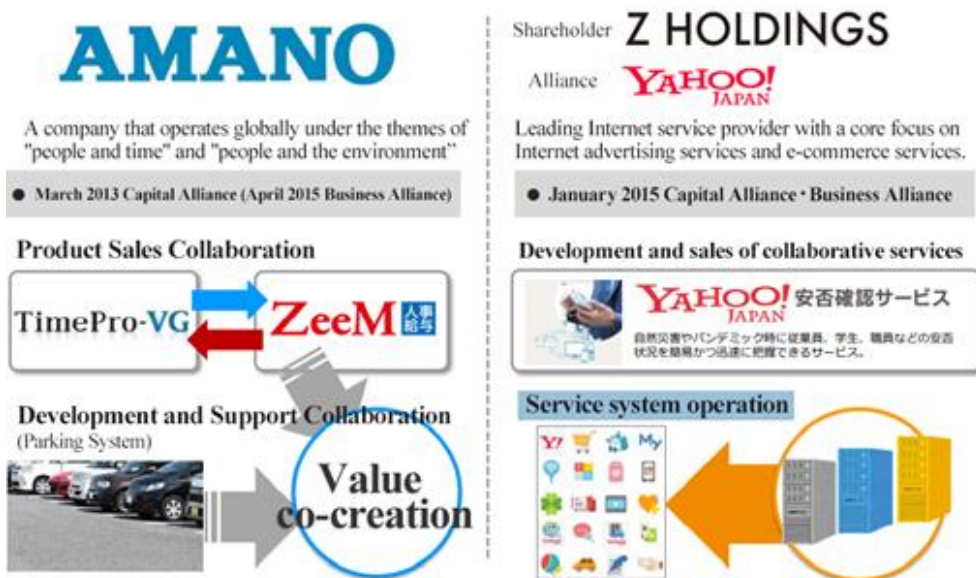 AMANO
A company that operates globally under the themes of
"people and time" and "people and the environment"
● March 2013 Capital Alliance (April 2015 Business Alliance)
Product Sales Collaboration
TimePro-VG
ZeeM 人事
給与
Development and Support Collaboration
(Parking System)
Value
co-creation
Shareholder Z HOLDINGS
Alliance YAHOO!
JAPAN
Leading Internet service provider with a core focus on
Internet advertising services and e-commerce services.
● January 2015 Capital Alliance・Business Alliance
Development and sales of collaborative services
YAHOO! 安否確認サービス
JAPAN
自然災害やパンデミック時に従業員、学生、職員などの安否
状況を簡易かつ迅速に把握できるサービス。
Service system operation
Y!
My